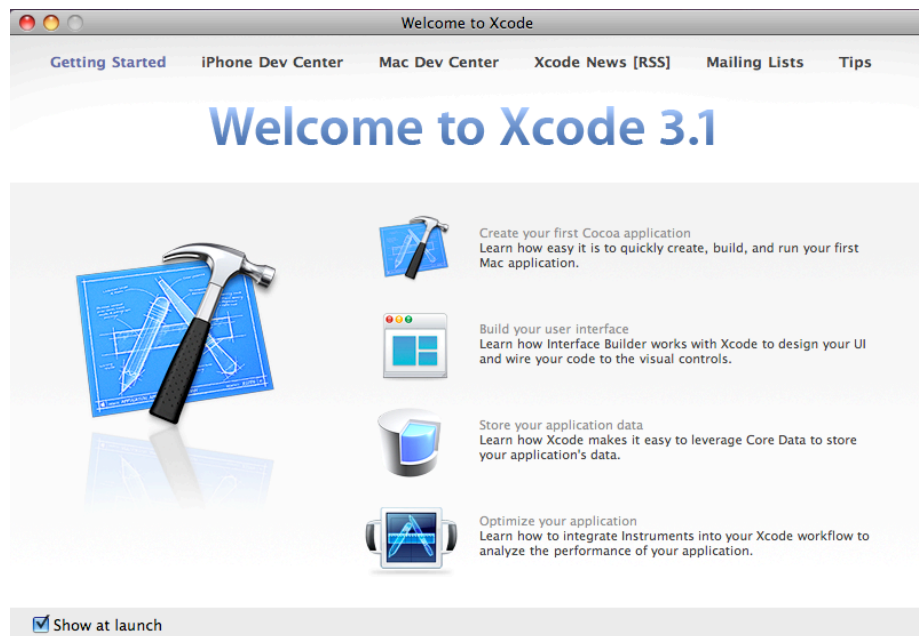 Welcome to Xcode
Getting Started iPhone Dev Center Mac Dev Center Xcode News [RSS] Mailing Lists Tips
Welcome to Xcode 3.1
Create your first Cocoa application
Learn how easy it is to quickly create, build, and run your first
Mac application.
Build your user interface
Learn how Interface Builder works with Xcode to design your UI
and wire your code to the visual controls.
Store your application data
Learn how Xcode makes it easy to leverage Core Data to store
your application's data.
Optimize your application
Learn how to integrate Instruments into your Xcode workflow to
analyze the performance of your application.
Show at launch